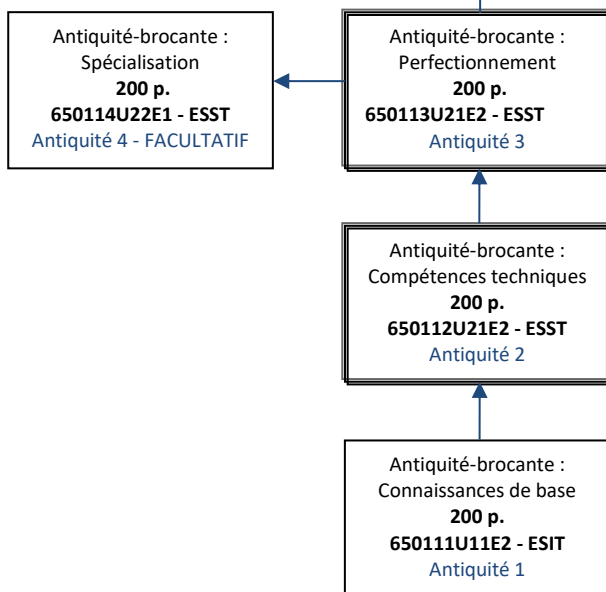 Antiquité-brocante :
Spécialisation
200 p.
650114U22E1 - ESST
Antiquité 4 - FACULTATIF
Antiquité-brocante :
Perfectionnement
200 p.
650113U21E2 - ESST
Antiquité 3
Antiquité-brocante :
Compétences techniques
200 p.
650112U21E2 - ESST
Antiquité 2
Antiquité-brocante :
Connaissances de base
200 p.
650111U11E2 - ESIT
Antiquité 1